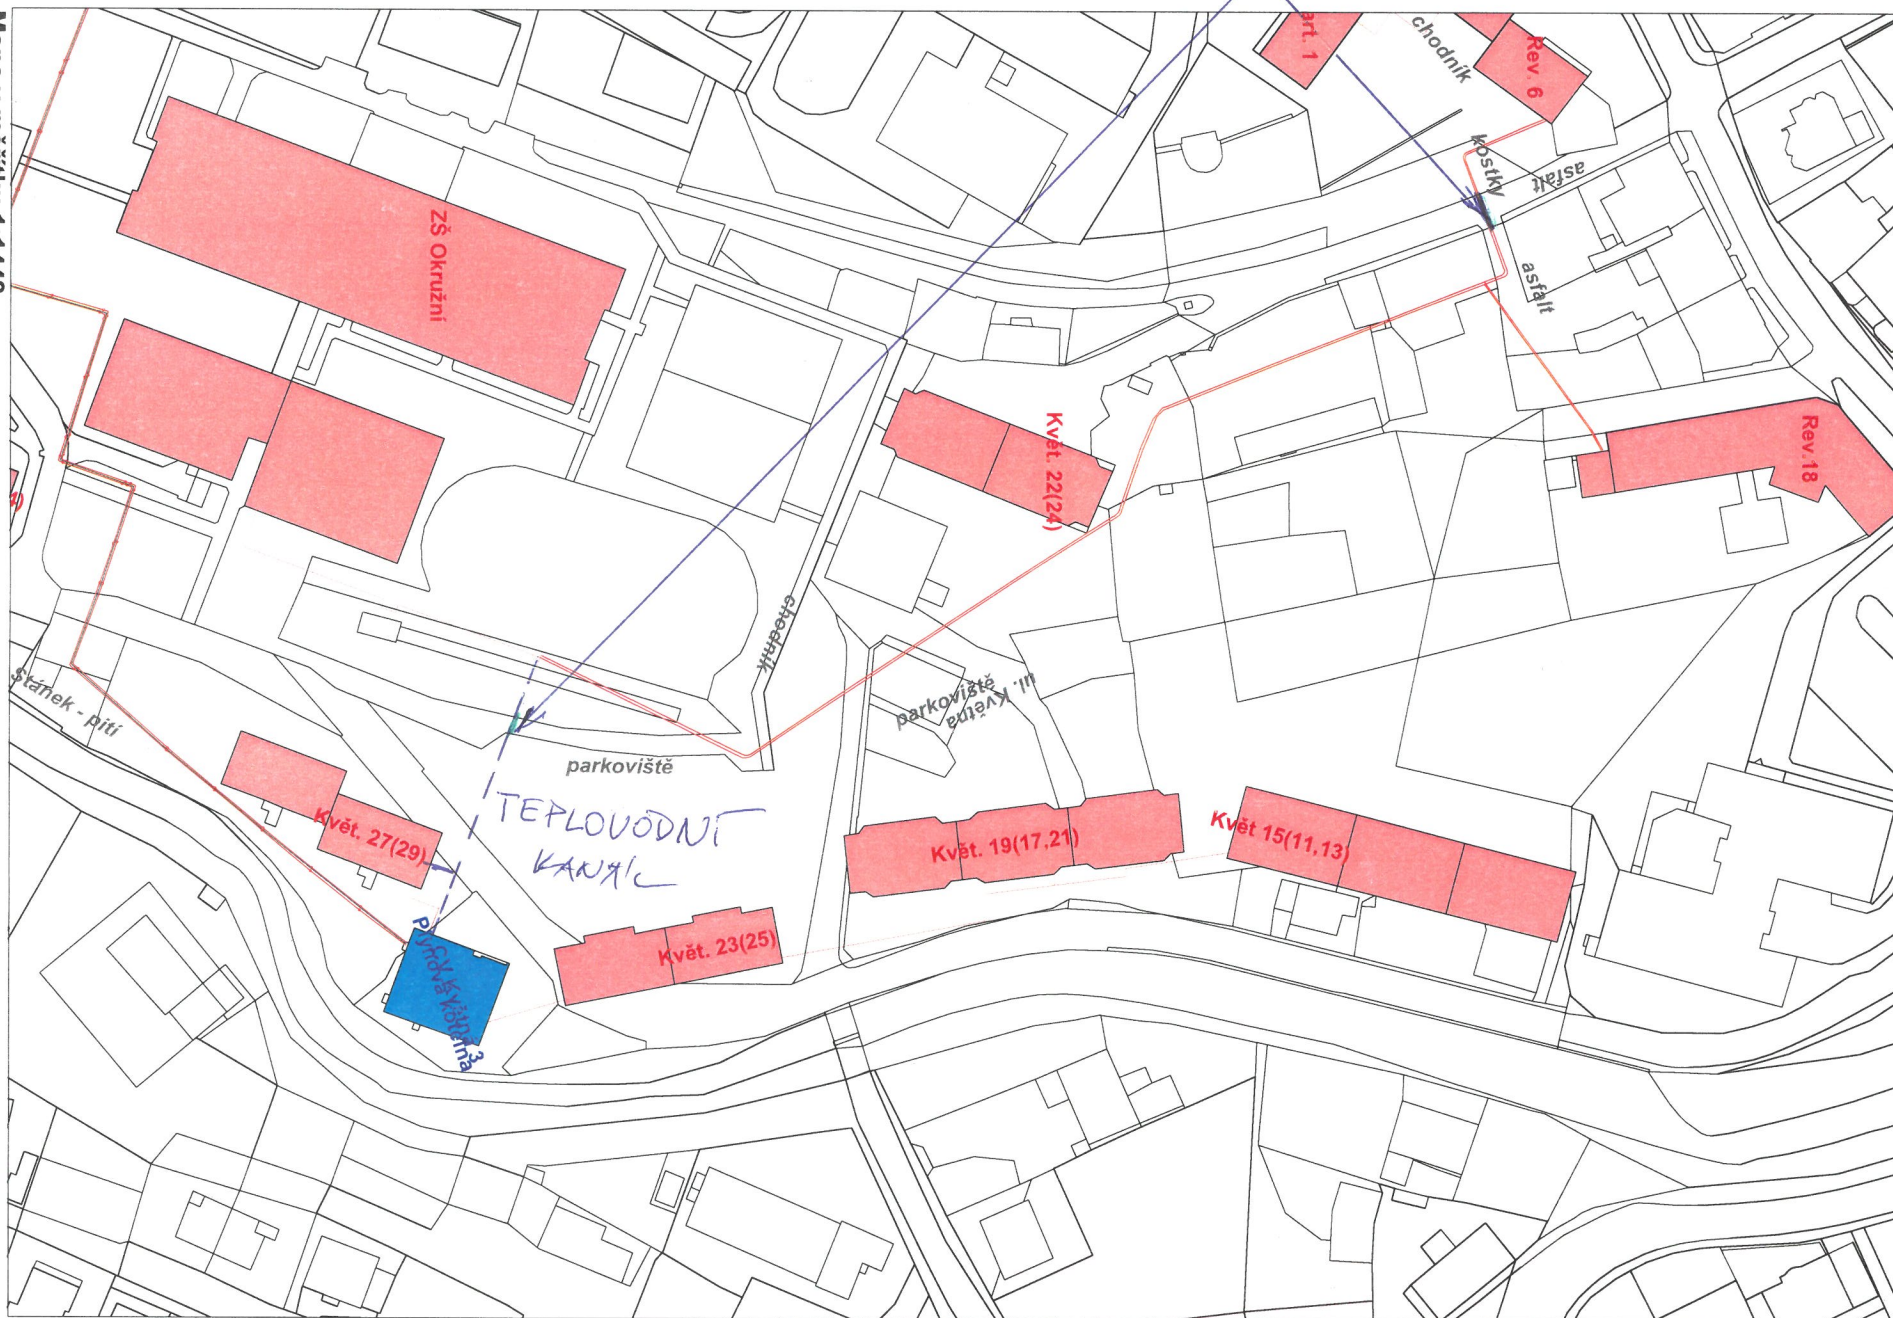 art. 1
chodník
Rev. 6
kostky
asfalt
asfalt
ZŠ Okružní
Květ. 22(24)
Rev.18
chodník
parkoviště
ul. Květná
Stánek - pití
parkoviště
TEPLOVODNÍ
KANÁL
Květ. 27(29)
Květ. 19(17,21)
Květ 15(11,13)
Květ. 23(25)